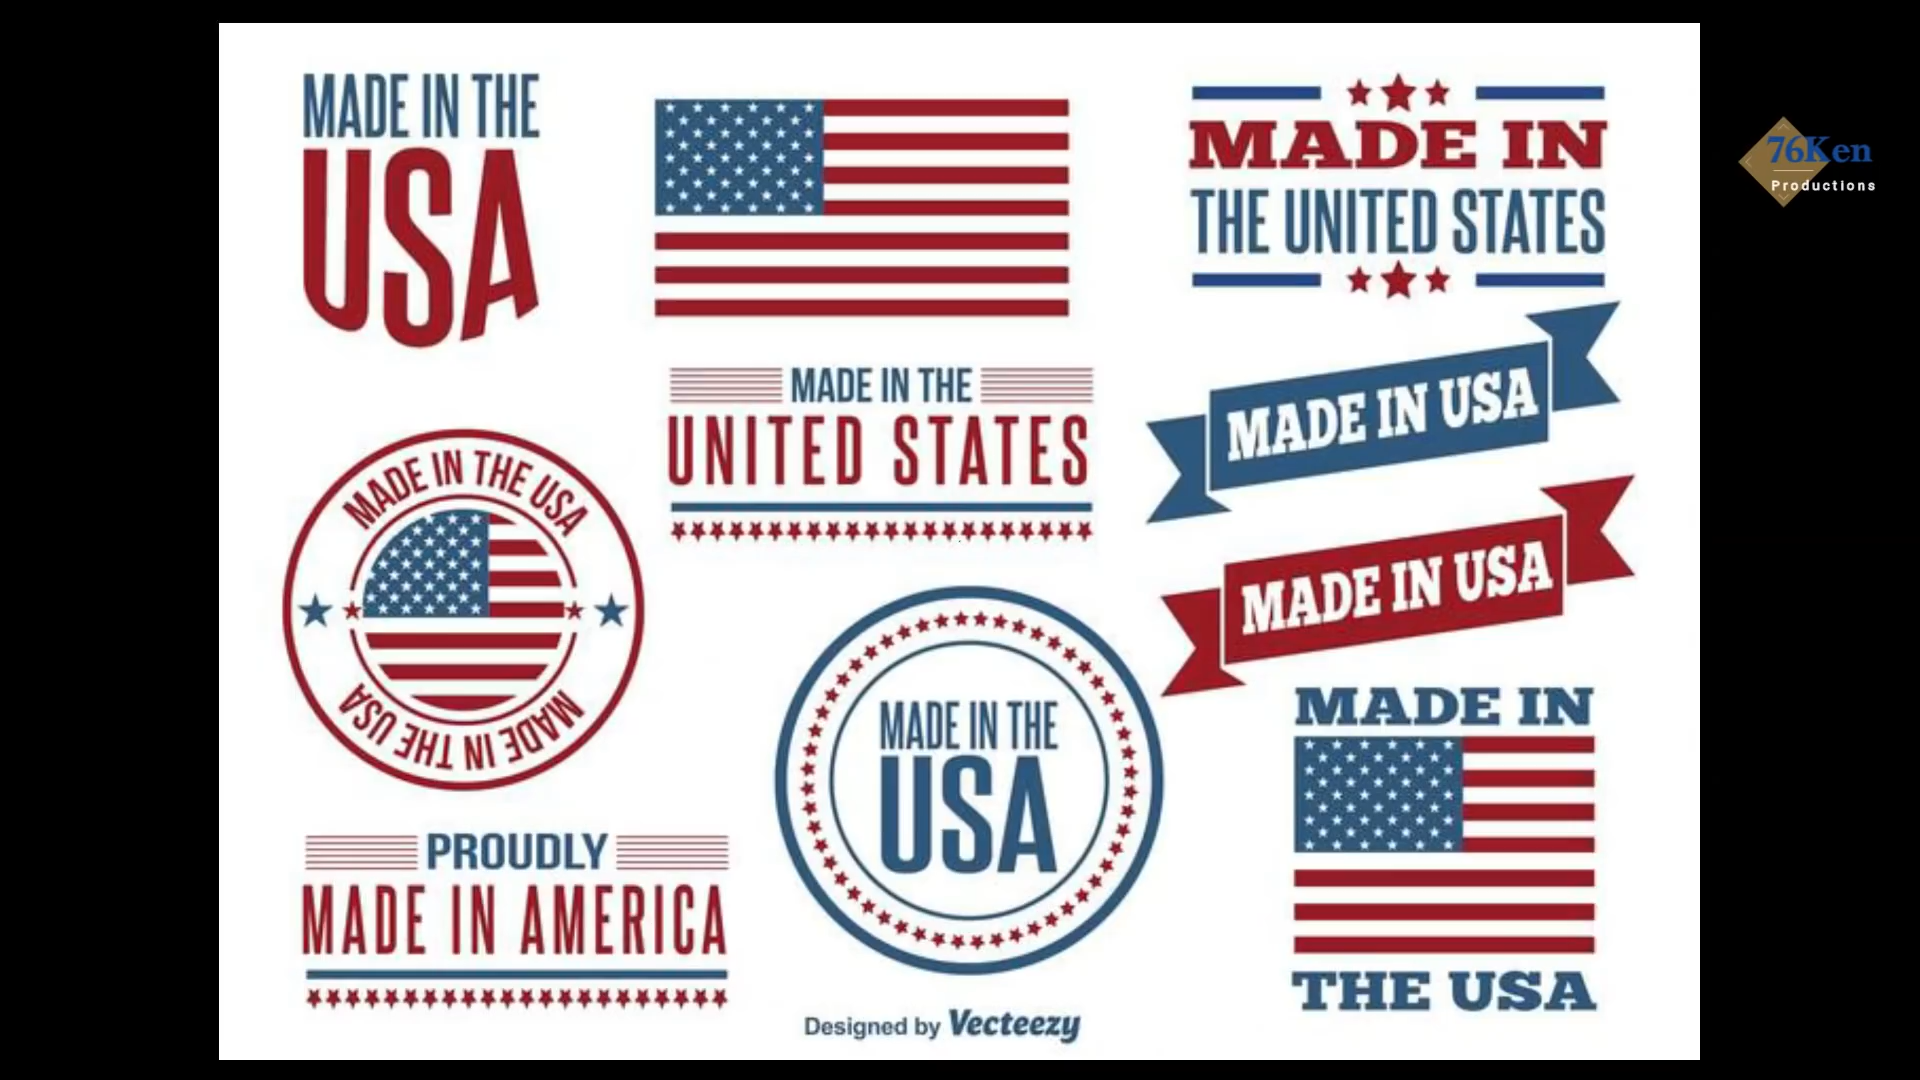 MADE IN THE
USA
MADE IN
THE UNITED STATES
76Ken
Productions
MADE IN THE
UNITED STATES
MADE IN USA
MADE IN USA
MADE IN THE USA
MADE IN THE USA
MADE IN THE
USA
MADE IN
THE USA
PROUDLY
MADE IN AMERICA
Designed by Vecteezy